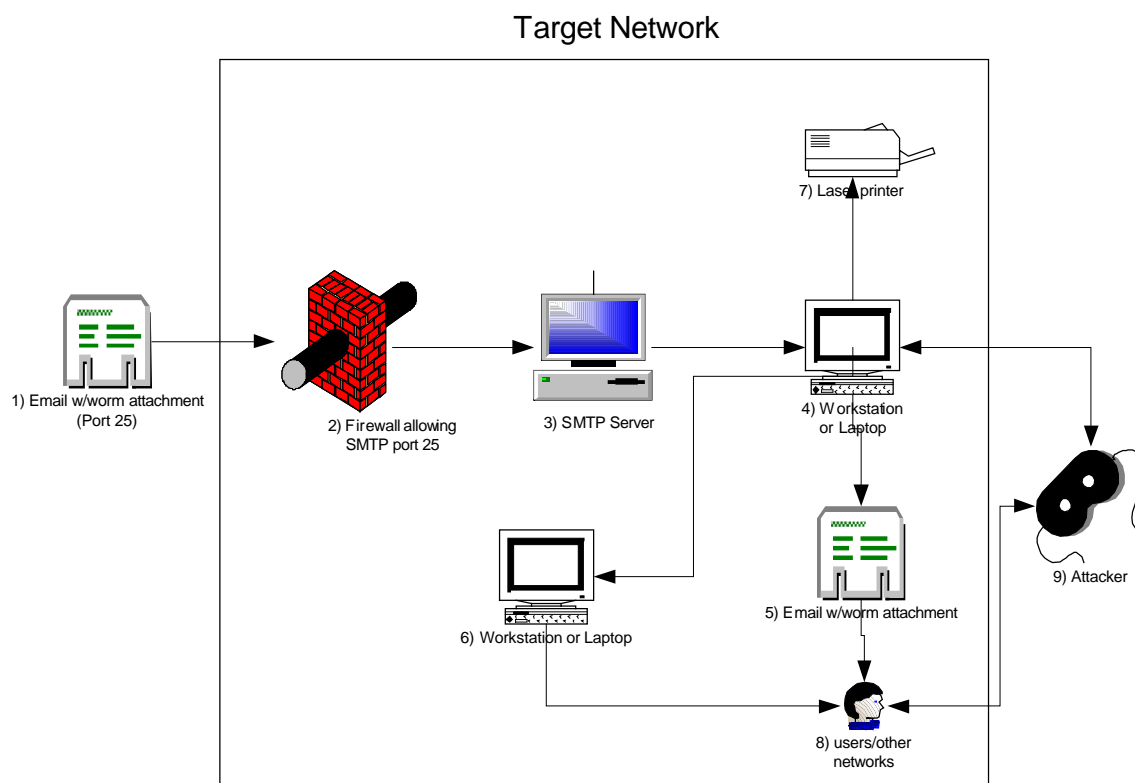 Target Network
7) Laser printer
1) Email w/worm attachment
(Port 25)
2) Firewall allowing
SMTP port 25
3) SMTP Server
4) Workstation
or Laptop
5) Email w/worm attachment
6) Workstation or Laptop
8) users/other
networks
9) Attacker